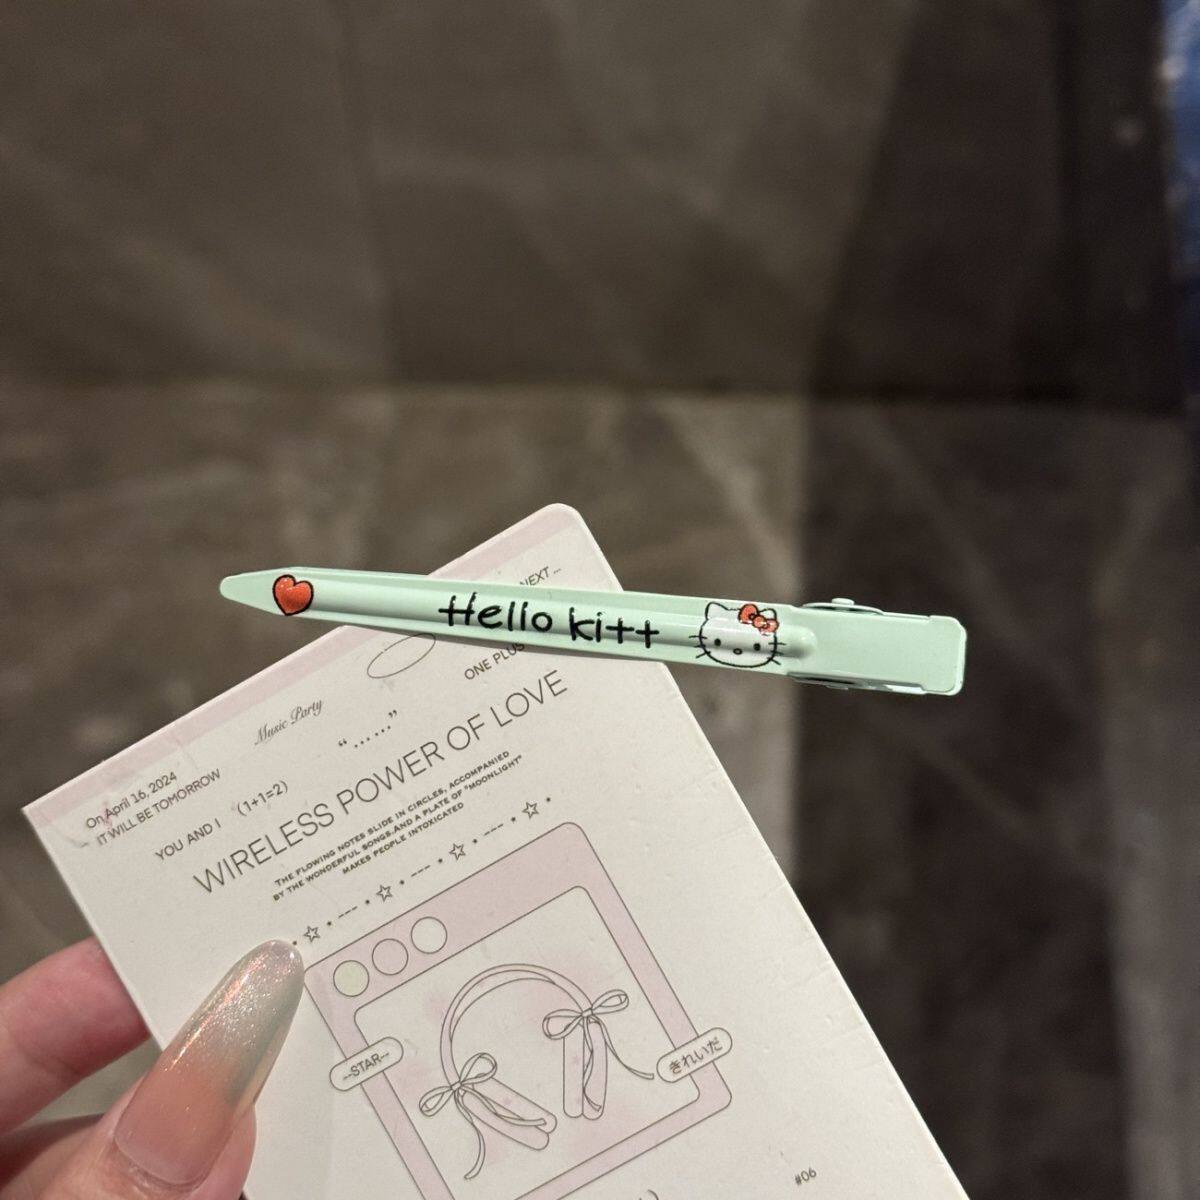 Hello kitt
NEXT ...
ONE PLUS
Music Party
"......"
On April 16, 2024
IT WILL BE TOMORROW
YOU AND I (1+1=2)
WIRELESS POWER OF LOVE
THE FLOWING NOTES SLIDE IN CIRCLES, ACCOMPANIED
BY THE WONDERFUL SONGS.AND A PLATE OF "MOONLIGHT"
MAKES PEOPLE INTOXICATED
--STAR--
きれいだ
#06